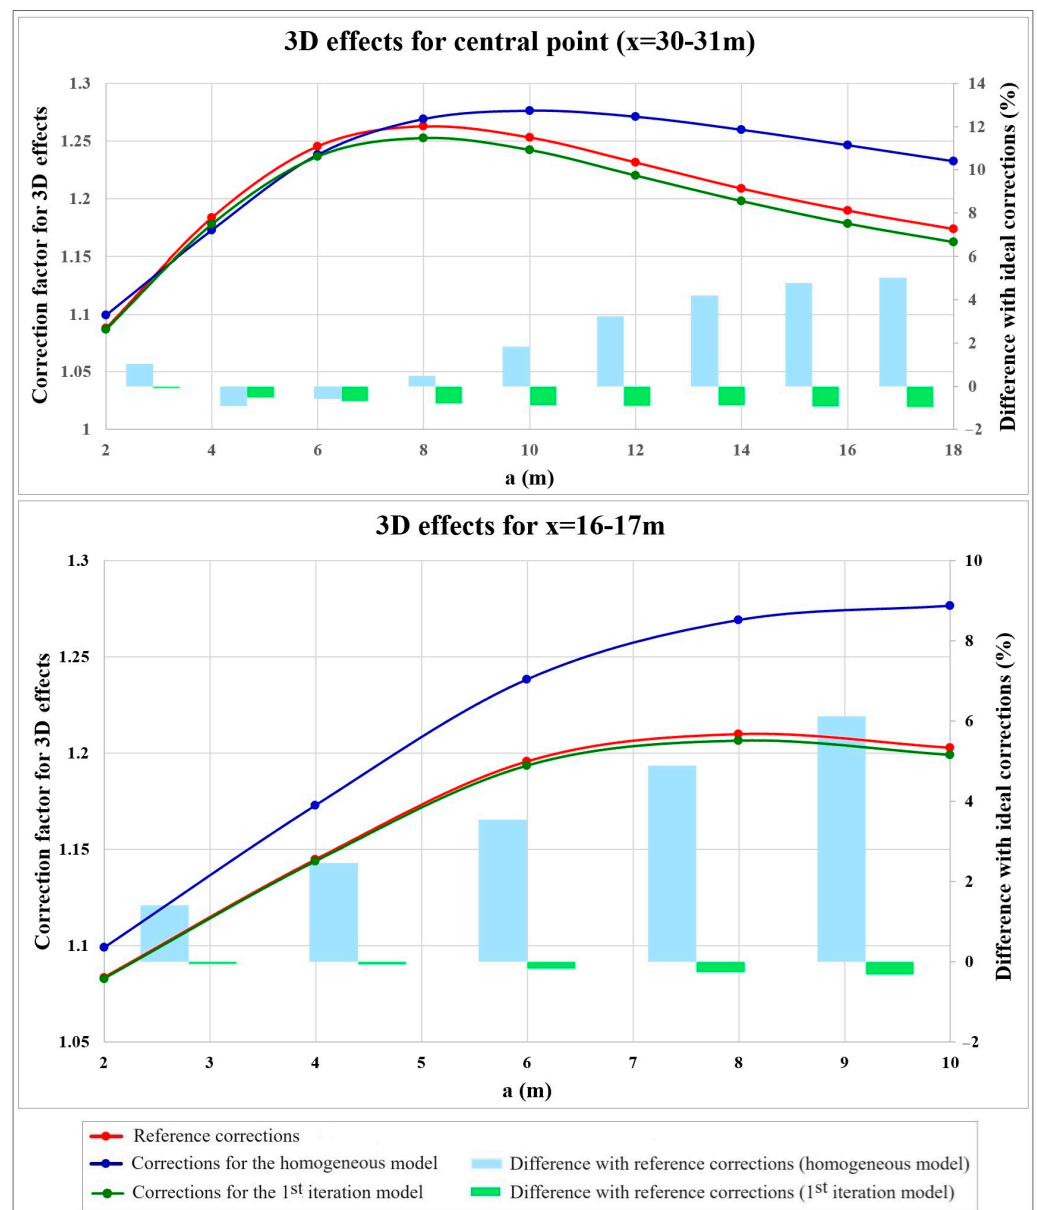 3D effects for central point (x=30-31m)
Correction factor for 3D effects
1.3
1.25
1.2
1.15
1.1
1.05
1
14
12
10
8
6
4
2
0
−2
Difference with ideal corrections (%)
2 4 6 8 10 12 14 16 18
a (m)
3D effects for x=16-17m
Correction factor for 3D effects
1.3
1.25
1.2
1.15
1.1
1.05
10
8
6
4
2
0
−2
Difference with ideal corrections (%)
2 3 4 5 6 7 8 9 10
a (m)
Reference corrections
Corrections for the homogeneous model
Difference with reference corrections (homogeneous model)
Corrections for the 1st iteration model
Difference with reference corrections (1st iteration model)